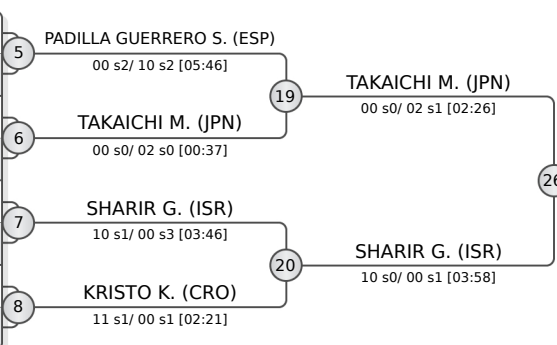 5
PADILLA GUERRERO S. (ESP)
00 s2/ 10 s2 [05:46]
19
TAKAICHI M. (JPN)
00 s0/ 02 s1 [02:26]
6
TAKAICHI M. (JPN)
00 s0/ 02 s0 [00:37]
26
7
SHARIR G. (ISR)
10 s1/ 00 s3 [03:46]
20
SHARIR G. (ISR)
10 s0/ 00 s1 [03:58]
8
KRISTO K. (CRO)
11 s1/ 00 s1 [02:21]